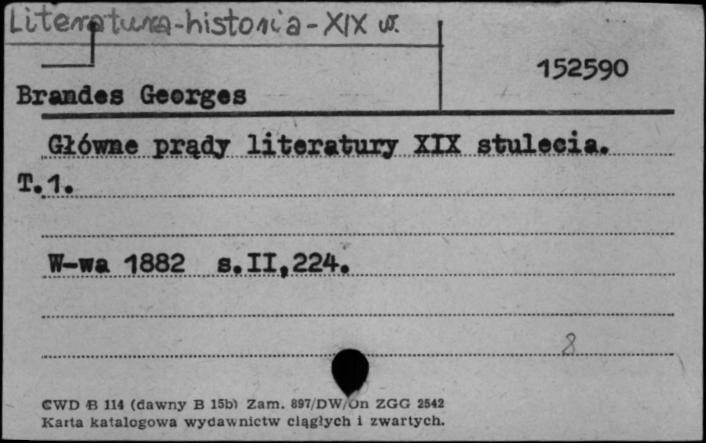 Literatura-historia-XIX w.
152590
Brandes Georges
Główne prądy literatury XIX stulecia.
T.1.
W-wa 1882 s.II,224.
8
CWD B 114 (dawny B 15b) Zam. 897/DW/On ZGG 2542
Karta katalogowa wydawnictw ciągłych i zwartych.